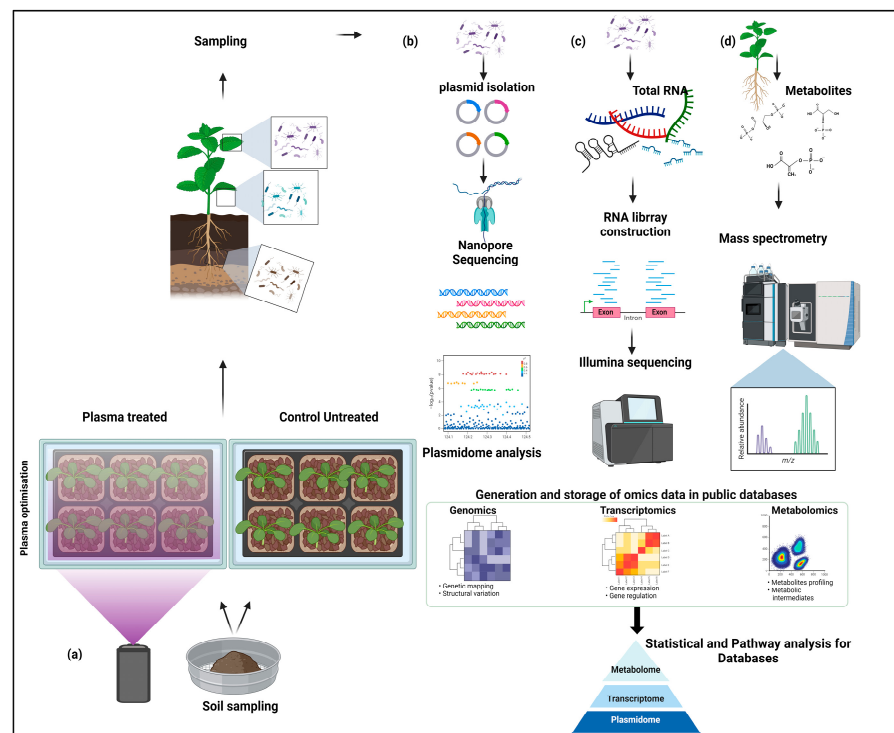 Sampling
(b)
plasmid isolation
Nanopore
Sequencing
Plasmidome analysis
(c)
Total RNA
RNA librray
construction
Exon
Intron
Exon
Illumina sequencing
(d)
Metabolites
Mass spectrometry
Relative abundance
m/z
Plasma treated
Control Untreated
Plasma optimisation
(a)
Soil sampling
Generation and storage of omics data in public databases
Genomics
• Genetic mapping
• Structural variation
Transcriptomics
• Gene expression
• Gene regulation
Metabolomics
• Metabolites profiling
• Metabolic
intermediates
Statistical and Pathway analysis for
Databases
Metabolome
Transcriptome
Plasmidome